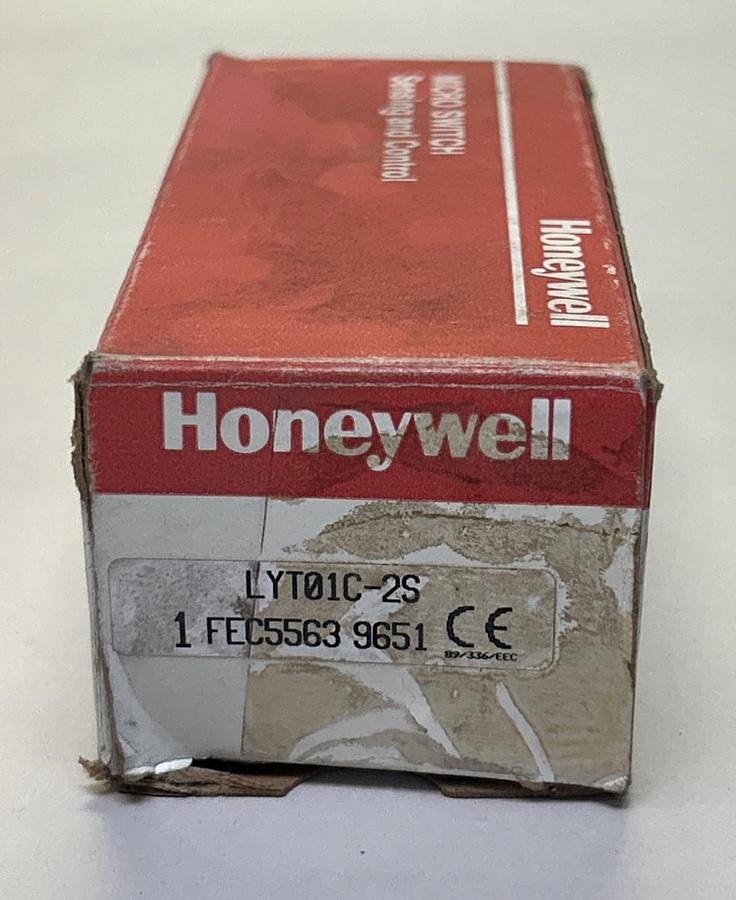 MICRO SWITCH
Sensing and Control
Honeywell
Honeywell
LYT01C-2S
1 FEC5563 9651 CE
89/336/EEC